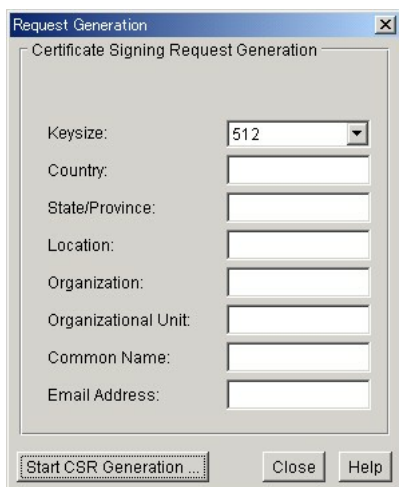 Request Generation
Certificate Signing Request Generation
Keysize: 512
Country:
State/Province:
Location:
Organization:
Organizational Unit:
Common Name:
Email Address:
Start CSR Generation ... Close Help